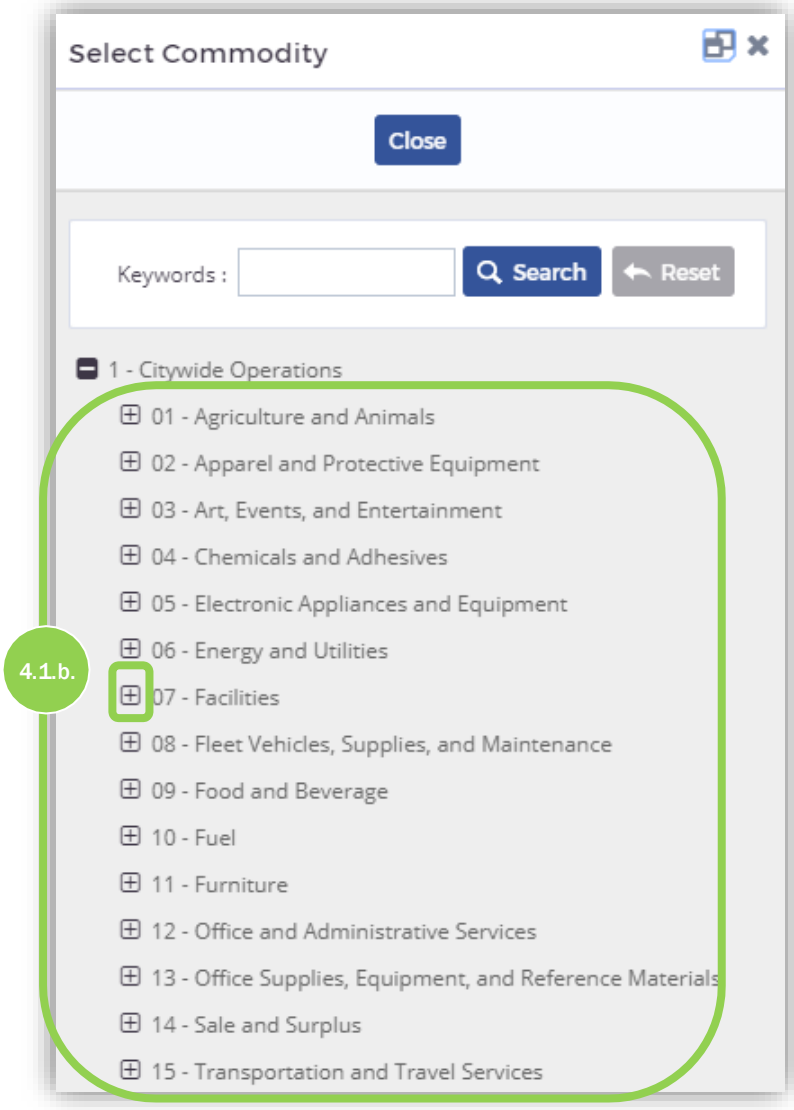 Select Commodity
Close
Keywords :
Search
Reset
1 - Citywide Operations
01 - Agriculture and Animals
02 - Apparel and Protective Equipment
03 - Art, Events, and Entertainment
04 - Chemicals and Adhesives
05 - Electronic Appliances and Equipment
06 - Energy and Utilities
4.1.b.
07 - Facilities
08 - Fleet Vehicles, Supplies, and Maintenance
09 - Food and Beverage
10 - Fuel
11 - Furniture
12 - Office and Administrative Services
13 - Office Supplies, Equipment, and Reference Materials
14 - Sale and Surplus
15 - Transportation and Travel Services